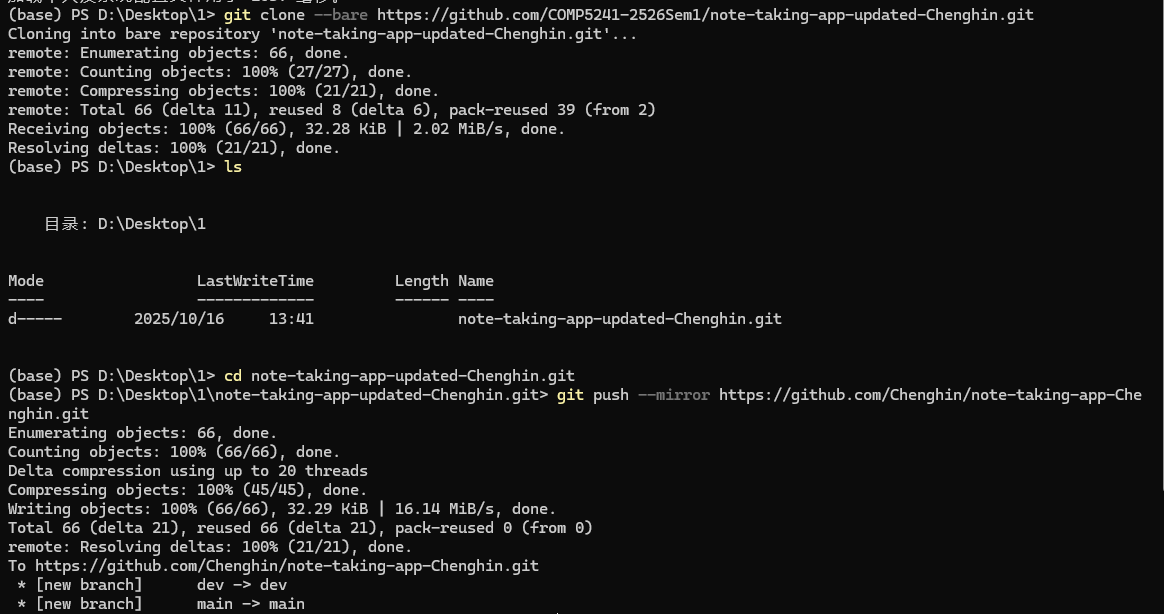 (base) PS D:\Desktop\1> git clone --bare https://github.com/COMP5241-2526Sem1/note-taking-app-updated-Chenghin.git
Cloning into bare repository 'note-taking-app-updated-Chenghin.git'...
remote: Enumerating objects: 66, done.
remote: Counting objects: 100% (27/27), done.
remote: Compressing objects: 100% (21/21), done.
remote: Total 66 (delta 11), reused 8 (delta 6), pack-reused 39 (from 2)
Receiving objects: 100% (66/66), 32.28 KiB | 2.02 MiB/s, done.
Resolving deltas: 100% (21/21), done.
(base) PS D:\Desktop\1> ls
目录: D:\Desktop\1
Mode LastWriteTime Length Name
---- ------------- ------ ----
d----- 2025/10/16 13:41 note-taking-app-updated-Chenghin.git
(base) PS D:\Desktop\1> cd note-taking-app-updated-Chenghin.git
(base) PS D:\Desktop\1\note-taking-app-updated-Chenghin.git> git push --mirror https://github.com/Chenghin/note-taking-app-Che
nghin.git
Enumerating objects: 66, done.
Counting objects: 100% (66/66), done.
Delta compression using up to 20 threads
Compressing objects: 100% (45/45), done.
Writing objects: 100% (66/66), 32.29 KiB | 16.14 MiB/s, done.
Total 66 (delta 21), reused 66 (delta 21), pack-reused 0 (from 0)
remote: Resolving deltas: 100% (21/21), done.
To https://github.com/Chenghin/note-taking-app-Chenghin.git
 * [new branch] dev -> dev
 * [new branch] main -> main